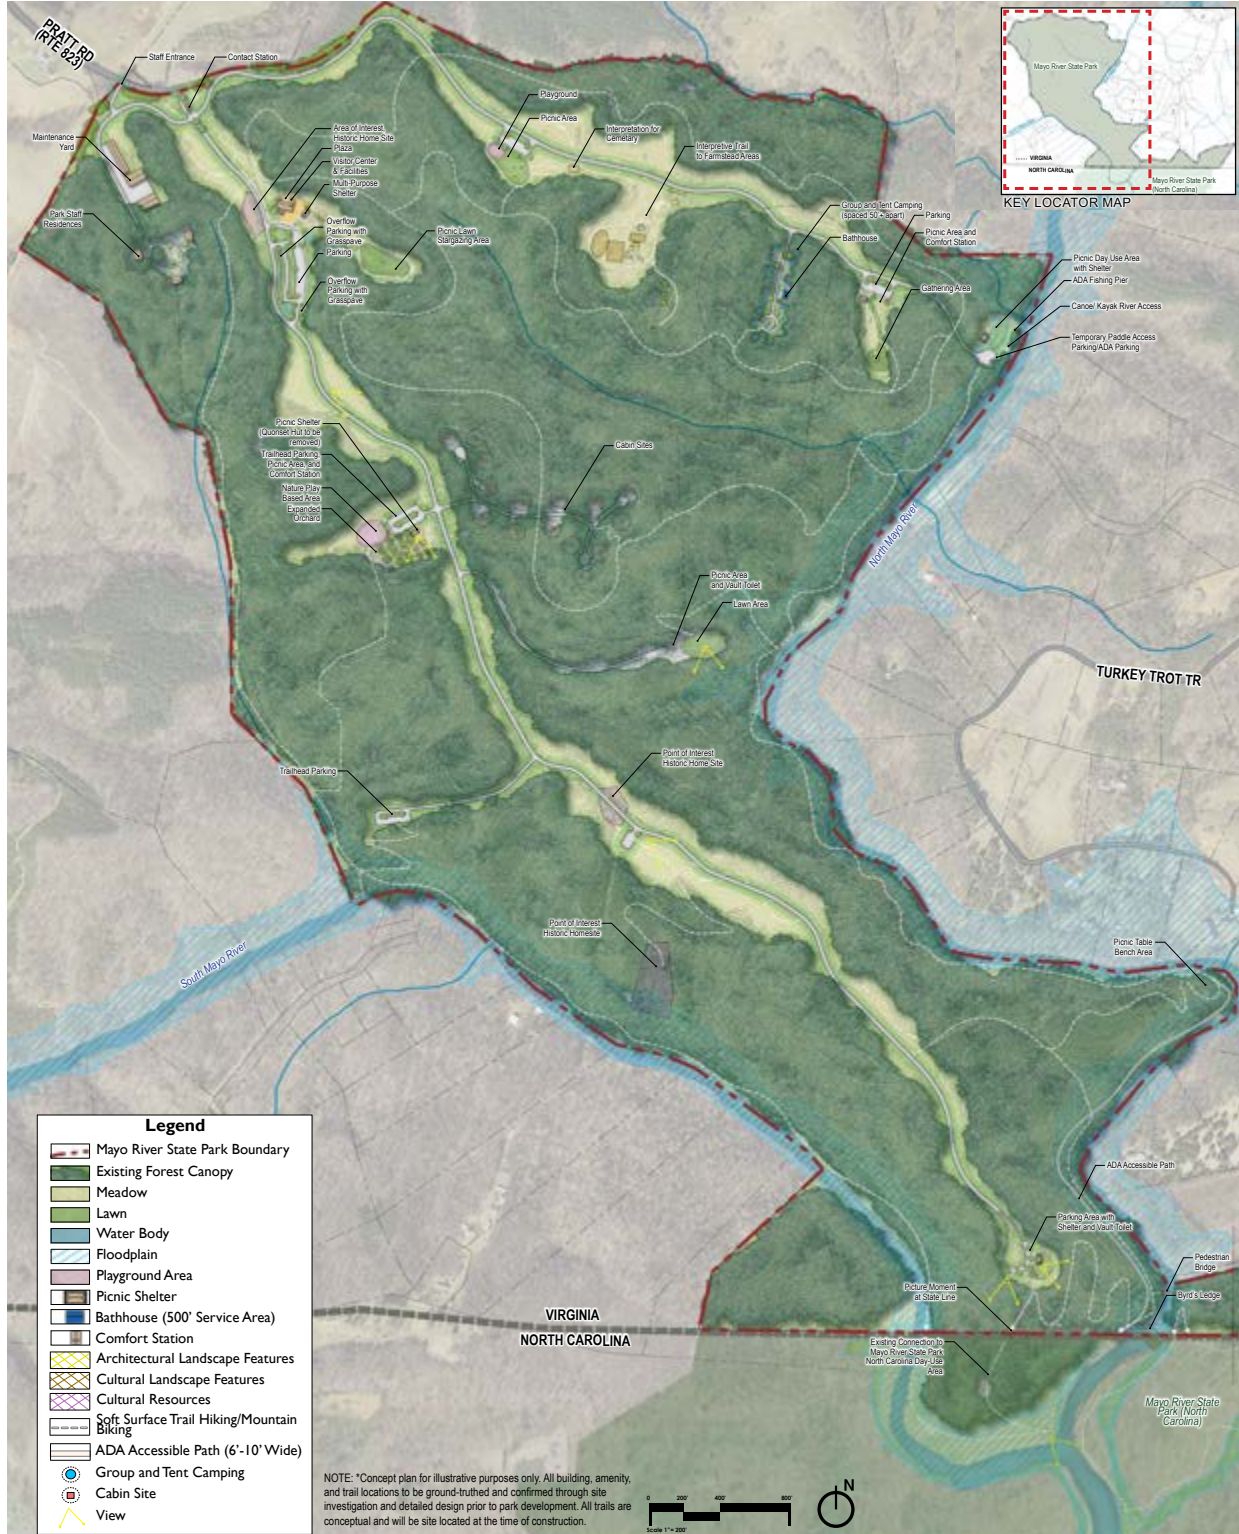 PRATT RD
(RTE 823)
Staff Entrance
Contact Station
Maintenance
Yard
Park Staff
Residences
Area of Interest,
Historic Home Site
Plaza
Visitor Center
& Facilities
Multi-Purpose
Shelter
Overflow
Parking with
Grasspave
Parking
Overflow
Parking with
Grasspave
Picnic Lawn
Stargazing Area
Playground
Picnic Area
Interpretation for
Cemetary
Interpretive Trail
to Farmstead Areas
Group and Tent Camping
(spaced 50'+ apart)
Bathhouse
Parking
Picnic Area and
Comfort Station
Gathering Area
Mayo River State Park
VIRGINIA
NORTH CAROLINA
Mayo River State Park
(North Carolina)
KEY LOCATOR MAP
Picnic Day Use Area
with Shelter
ADA Fishing Pier
Canoe/ Kayak River Access
Temporary Paddle Access
Parking/ADA Parking
Picnic Shelter
(Quonset Hut to be
removed)
Trailhead Parking,
Picnic Area, and
Comfort Station
Nature Play
Based Area
Expanded
Orchard
Cabin Sites
North Mayo River
Picnic Area
and Vault Toilet
Lawn Area
TURKEY TROT TR
Point of Interest
Historic Home Site
Trailhead Parking
Point of Interest
Historic Homesite
South Mayo River
Picnic Table
Bench Area
ADA Accessible Path
Parking Area with
Shelter and Vault Toilet
Pedestrian
Bridge
Byrd's Ledge
Picture Moment
at State Line
VIRGINIA
NORTH CAROLINA
Existing Connection to
Mayo River State Park
North Carolina Day-Use
Area
Mayo River State
Park (North
Carolina)
Legend
Mayo River State Park Boundary
Existing Forest Canopy
Meadow
Lawn
Water Body
Floodplain
Playground Area
Picnic Shelter
Bathhouse (500' Service Area)
Comfort Station
Architectural Landscape Features
Cultural Landscape Features
Cultural Resources
Soft Surface Trail Hiking/Mountain
Biking
ADA Accessible Path (6'-10' Wide)
Group and Tent Camping
Cabin Site
View
NOTE: *Concept plan for illustrative purposes only. All building, amenity,
and trail locations to be ground-truthed and confirmed through site
investigation and detailed design prior to park development. All trails are
conceptual and will be site located at the time of construction.
0 200' 400' 800'
Scale 1"= 200'
N